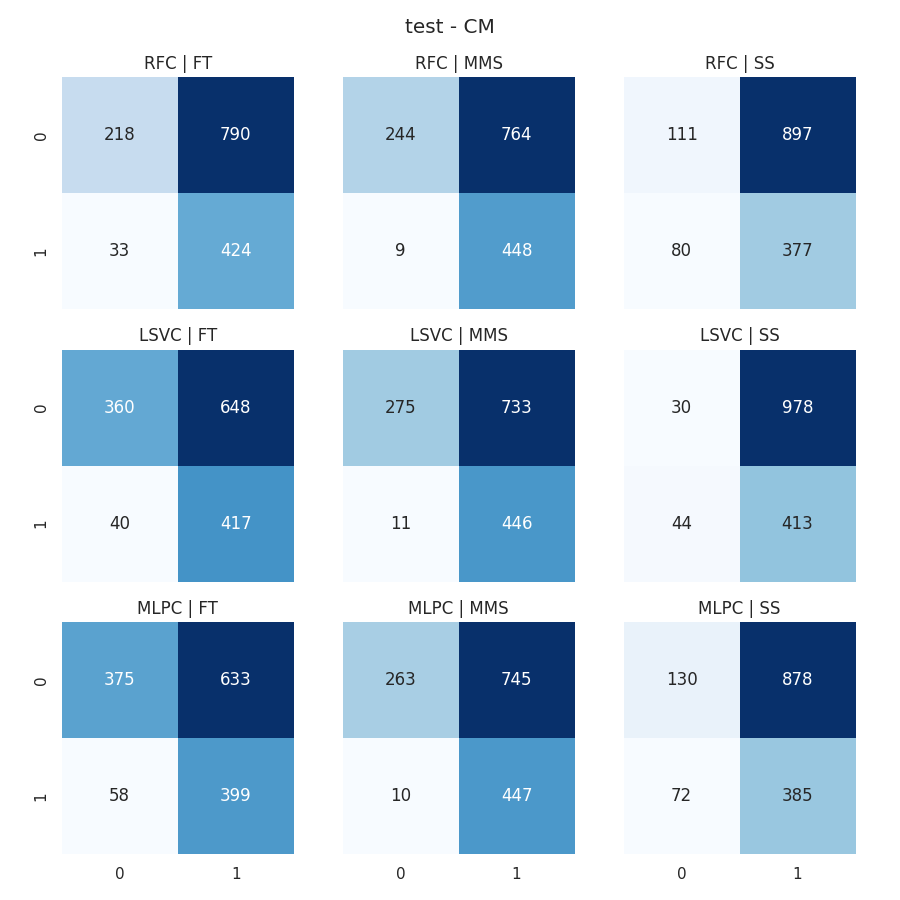 test - CM
RFC | FT
RFC | MMS
RFC | SS
0 218 790 244 764 111 897
1 33 424 9 448 80 377
LSVC | FT
LSVC | MMS
LSVC | SS
0 360 648 275 733 30 978
1 40 417 11 446 44 413
MLPC | FT
MLPC | MMS
MLPC | SS
0 375 633 263 745 130 878
1 58 399 10 447 72 385
0 1 0 1 0 1